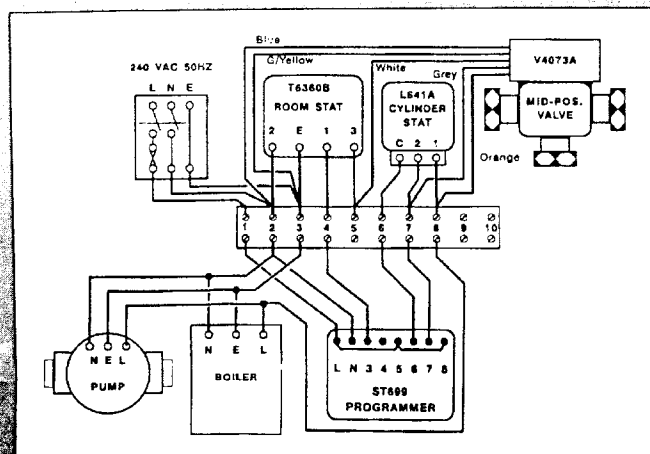 Blue
G/Yellow
240 VAC 50HZ
L N E
T6360B
ROOM STAT
2 E 1 3
White
Grey
L641A
CYLINDER
STAT
C 2 1
V4073A
MID-POS.
VALVE
Orange
1 2 3 4 5 6 7 8 9 10
N E L
PUMP
N E L
BOILER
L N 3 4 5 6 7 8
ST699
PROGRAMMER